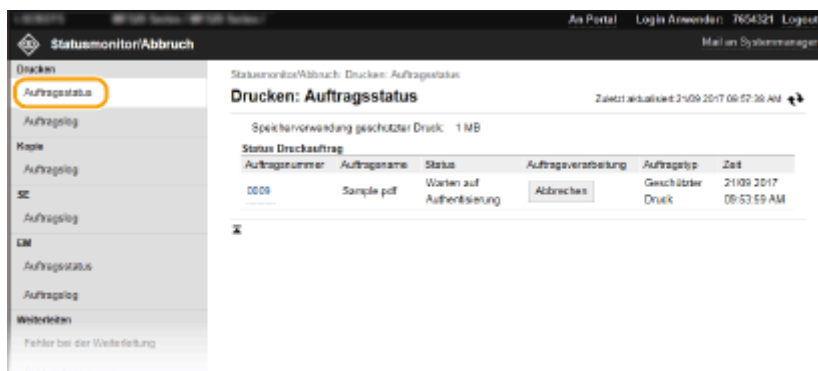 An Portal Login Anwender: 7654321 Logout
Statusmonitor/Abbruch Mail an Systemmanager
Drucken
Auftragsstatus
Auftragslog
Kopie
Auftragslog
SE
Auftragslog
EM
Auftragsstatus
Auftragslog
Weiterleiten
Fehler bei der Weiterleitung
Statusmonitor/Abbruch: Drucken: Auftragsstatus
Drucken: Auftragsstatus Zuletzt aktualisiert:21/09 2017 09:57:38 AM
Speicherverwendung geschützter Druck: 1 MB
Status Druckauftrag
Auftragsnummer Auftragsname Status Auftragsverarbeitung Auftragstyp Zeit
0009 Sample.pdf Warten auf Authentisierung Abbrechen Geschützter Druck 21/09 2017 09:53:59 AM